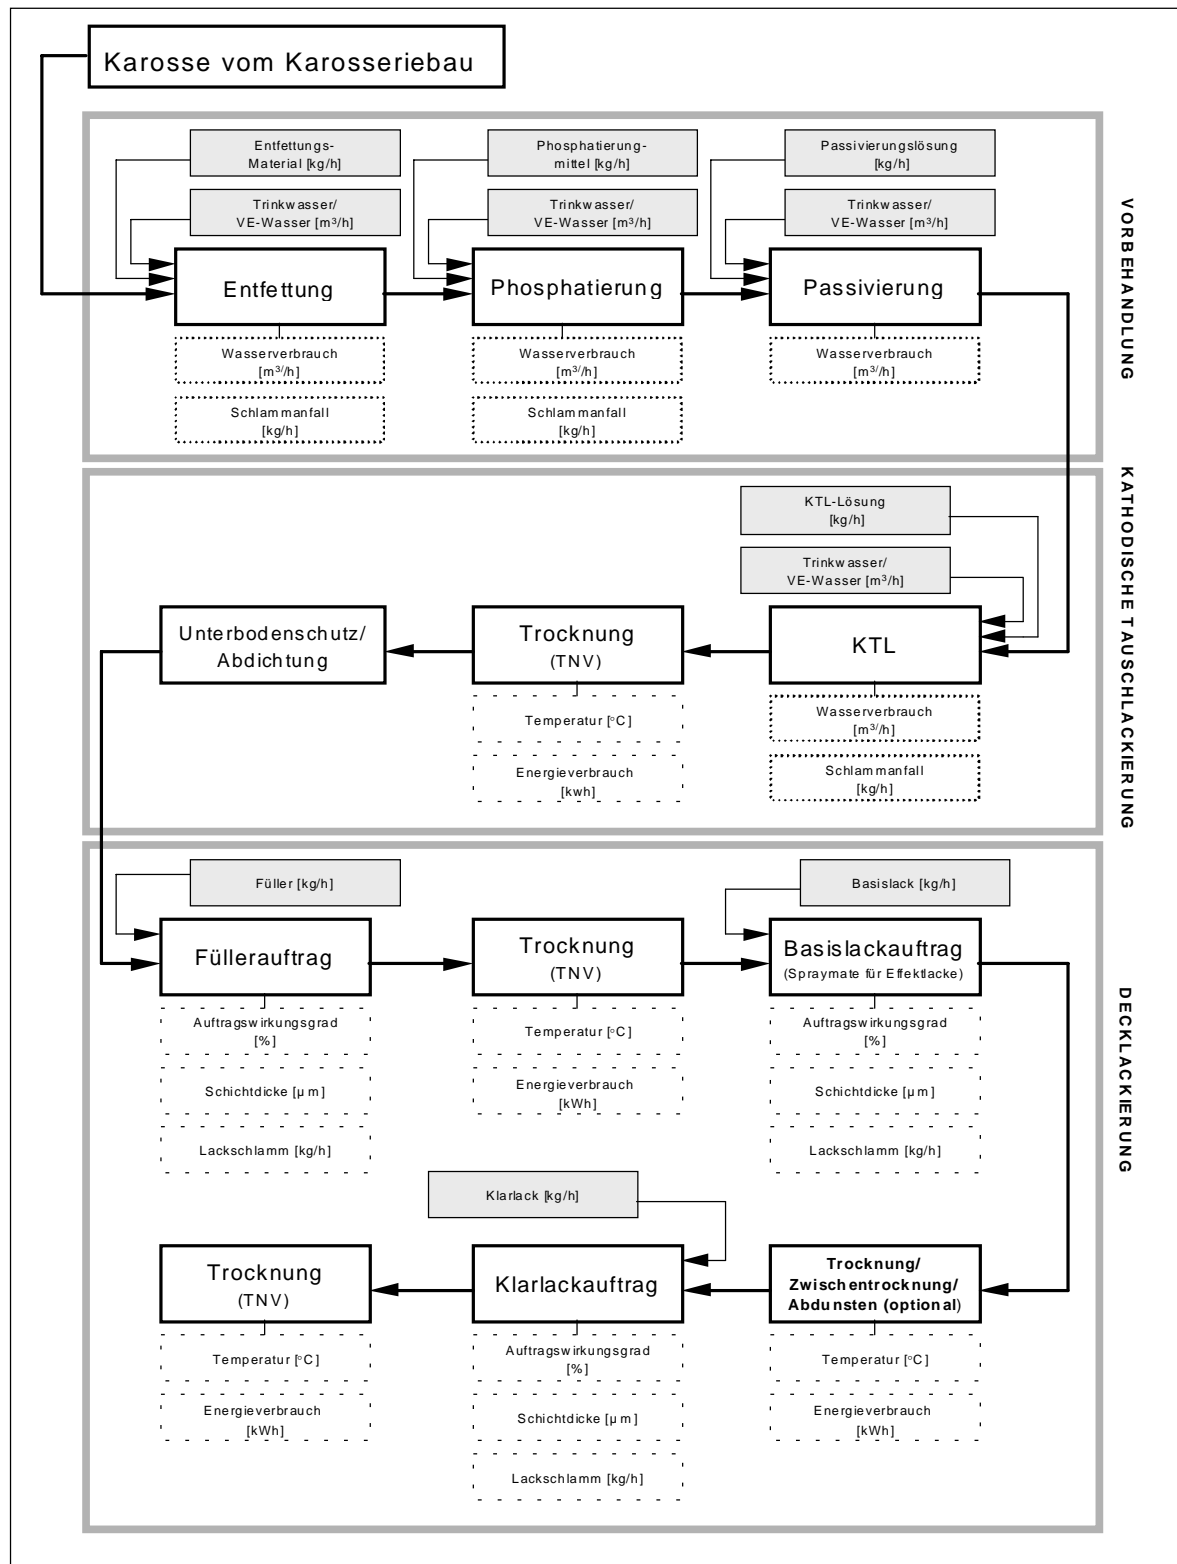 Karosse vom Karosseriebau
VORBEHANDLUNG
Entfettungs-
Material [kg/h]
Trinkwasser/
VE-Wasser [m³/h]
Entfettung
Wasserverbrauch
[m³/h]
Schlammanfall
[kg/h]
Phosphatierung-
mittel [kg/h]
Trinkwasser/
VE-Wasser [m³/h]
Phosphatierung
Wasserverbrauch
[m³/h]
Schlammanfall
[kg/h]
Passivierungslösung
[kg/h]
Trinkwasser/
VE-Wasser [m³/h]
Passivierung
Wasserverbrauch
[m³/h]
KATHODISCHE TAUSCHLACKIERUNG
KTL-Lösung
[kg/h]
Trinkwasser/
VE-Wasser [m³/h]
KTL
Wasserverbrauch
[m³/h]
Schlammanfall
[kg/h]
Trocknung
(TNV)
Temperatur [°C]
Energieverbrauch
[kwh]
Unterbodenschutz/
Abdichtung
DECKLACKIERUNG
Füller [kg/h]
Füllerauftrag
Auftragswirkungsgrad
[%]
Schichtdicke [µm]
Lackschlamm [kg/h]
Trocknung
(TNV)
Temperatur [°C]
Energieverbrauch
[kWh]
Basislack [kg/h]
Basislackauftrag
(Spraymate für Effektlacke)
Auftragswirkungsgrad
[%]
Schichtdicke [µm]
Lackschlamm [kg/h]
Trocknung/
Zwischentrocknung/
Abdunsten (optional)
Temperatur [°C]
Energieverbrauch
[kWh]
Klarlack [kg/h]
Klarlackauftrag
Auftragswirkungsgrad
[%]
Schichtdicke [µm]
Lackschlamm [kg/h]
Trocknung
(TNV)
Temperatur [°C]
Energieverbrauch
[kWh]